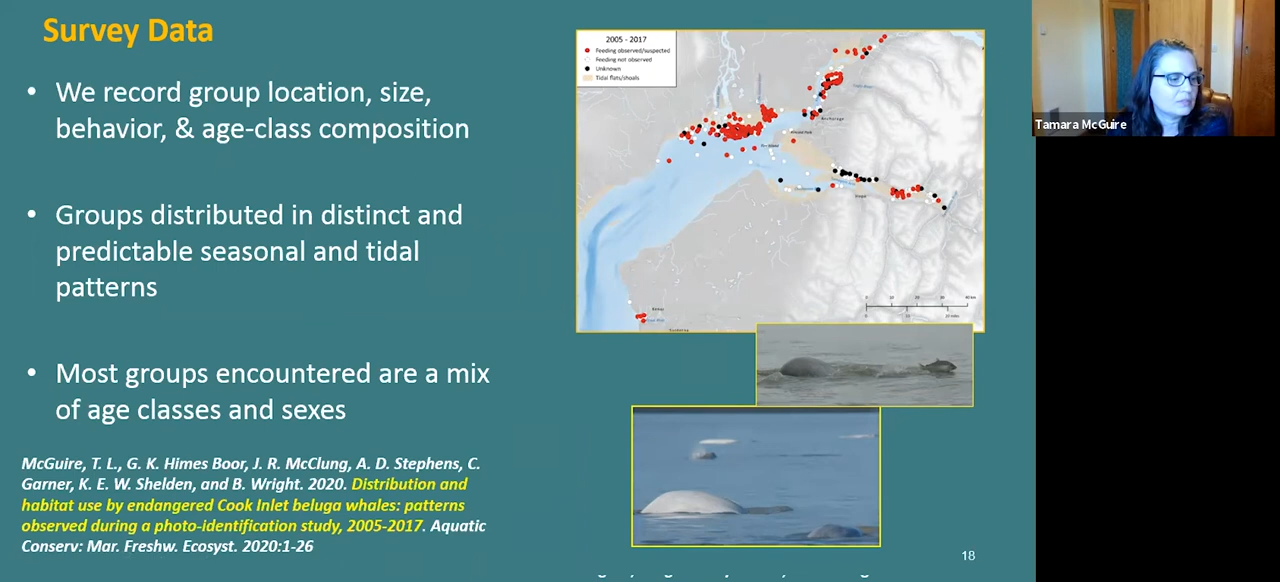 Survey Data
• We record group location, size,
behavior, & age-class composition
• Groups distributed in distinct and
predictable seasonal and tidal
patterns
• Most groups encountered are a mix
of age classes and sexes
McGuire, T. L., G. K. Himes Boor, J. R. McClung, A. D. Stephens, C.
Garner, K. E. W. Shelden, and B. Wright. 2020. Distribution and
habitat use by endangered Cook Inlet beluga whales: patterns
observed during a photo-identification study, 2005-2017. Aquatic
Conserv: Mar. Freshw. Ecosyst. 2020:1-26
2005 - 2017
Feeding observed/suspected
Feeding not observed
Unknown
Tidal flats/shoals
18
Tamara McGuire